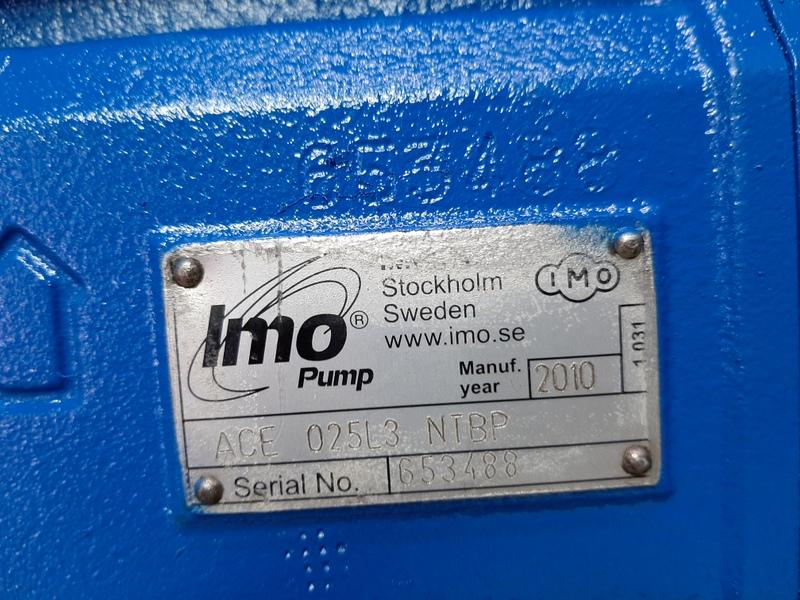 653488
Stockholm
Sweden
www.imo.se
IMO
Imo®
Pump
Manuf.
year
2010
1 031
ACE 025L3 NTBP
Serial No. 653488